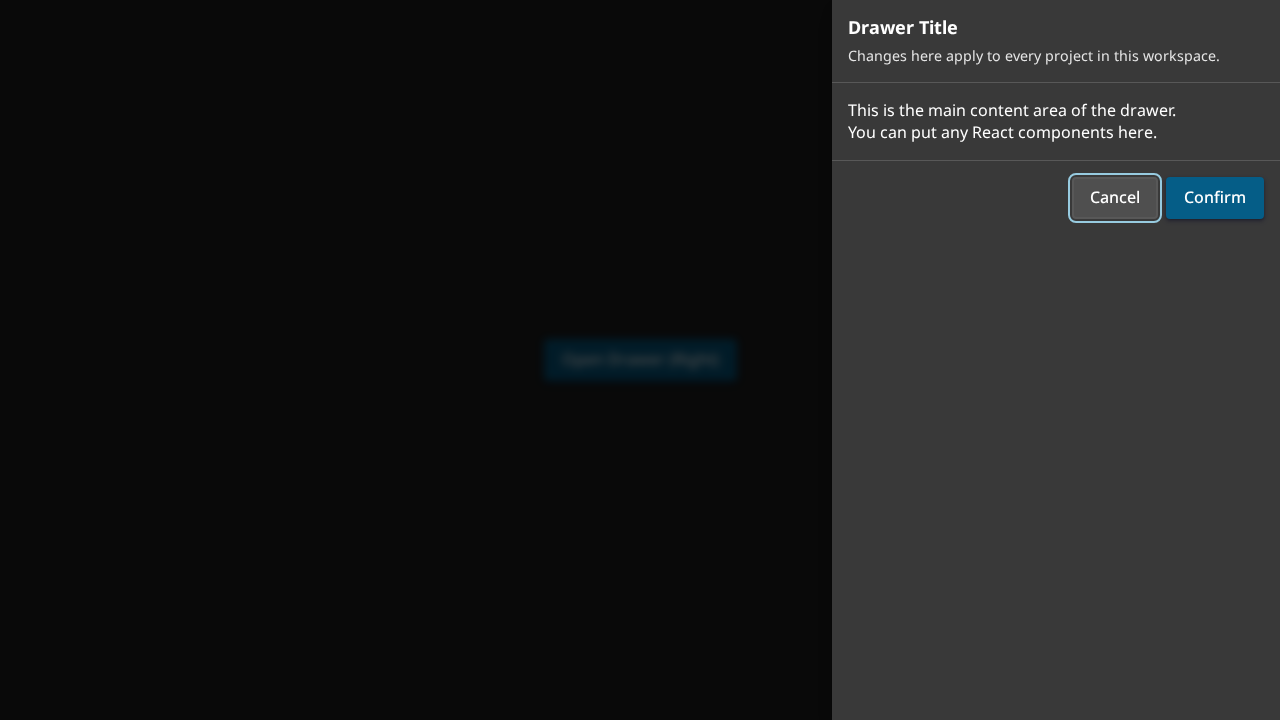 Drawer Title
Changes here apply to every project in this workspace.
This is the main content area of the drawer.
You can put any React components here.
Cancel
Confirm